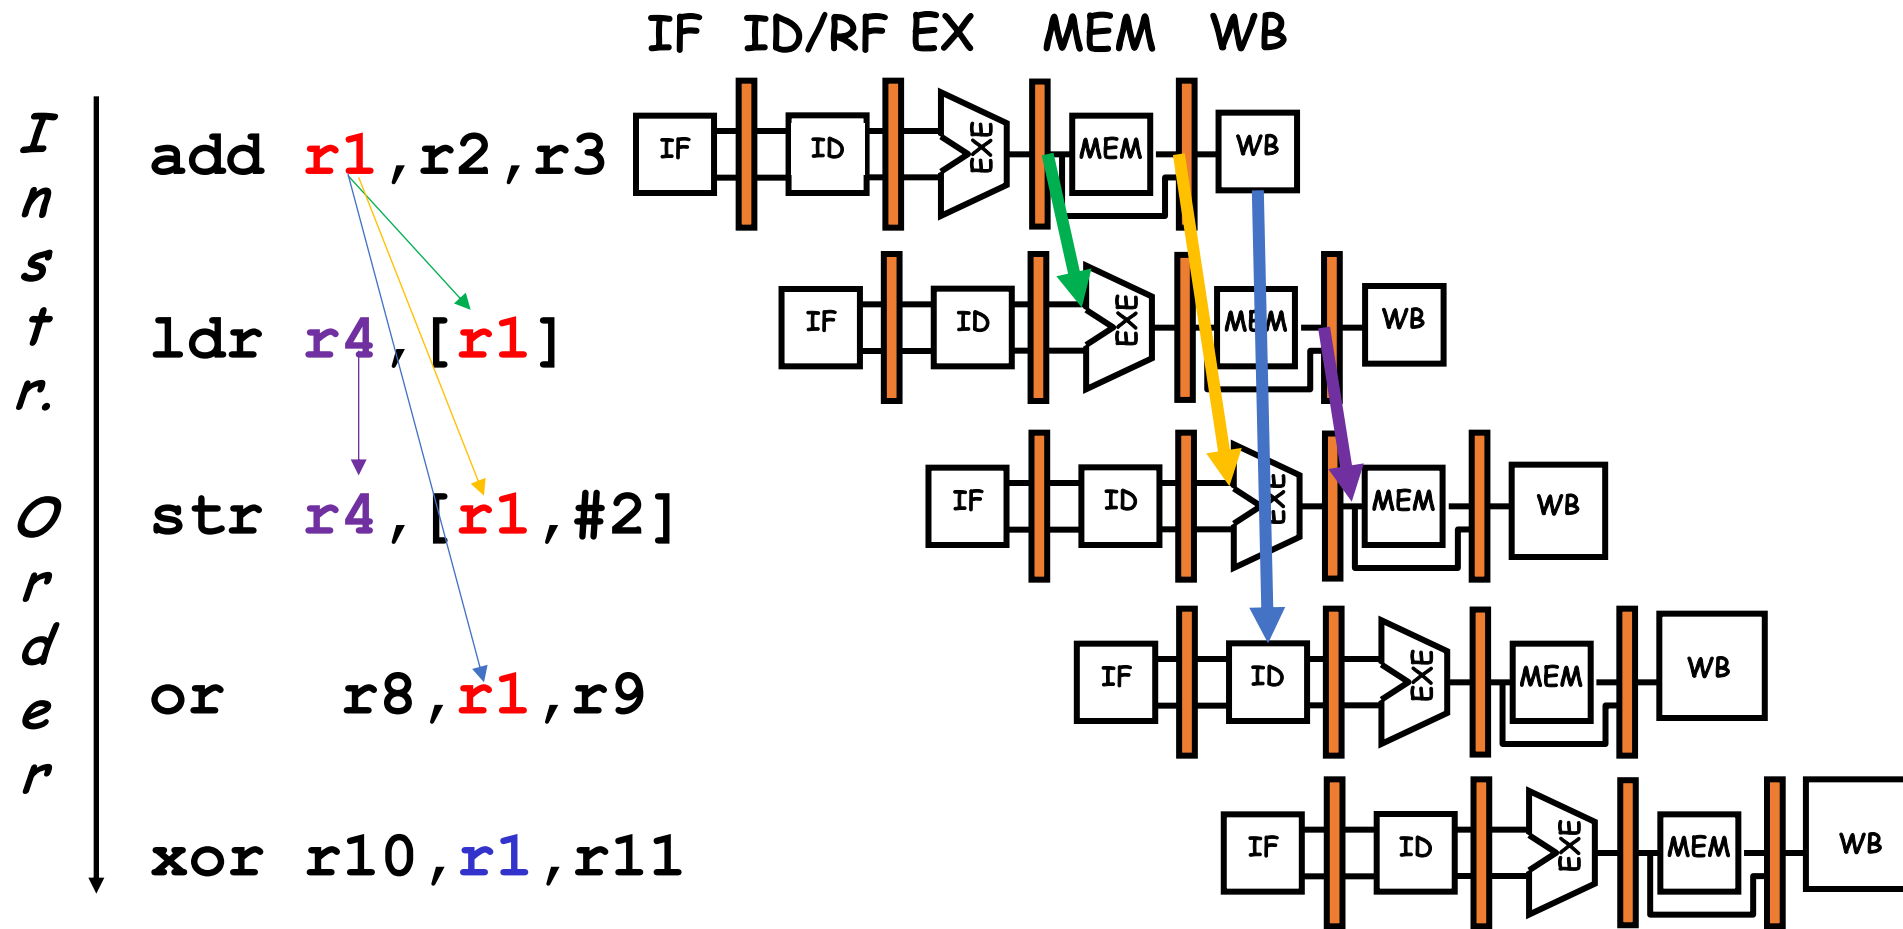 IF ID/RF EX MEM WB
Instr. Order
add r1,r2,r3
IF ID EXE MEM WB
ldr r4,[r1]
IF ID EXE MEM WB
str r4,[r1,#2]
IF ID EXE MEM WB
or r8,r1,r9
IF ID EXE MEM WB
xor r10,r1,r11
IF ID EXE MEM WB